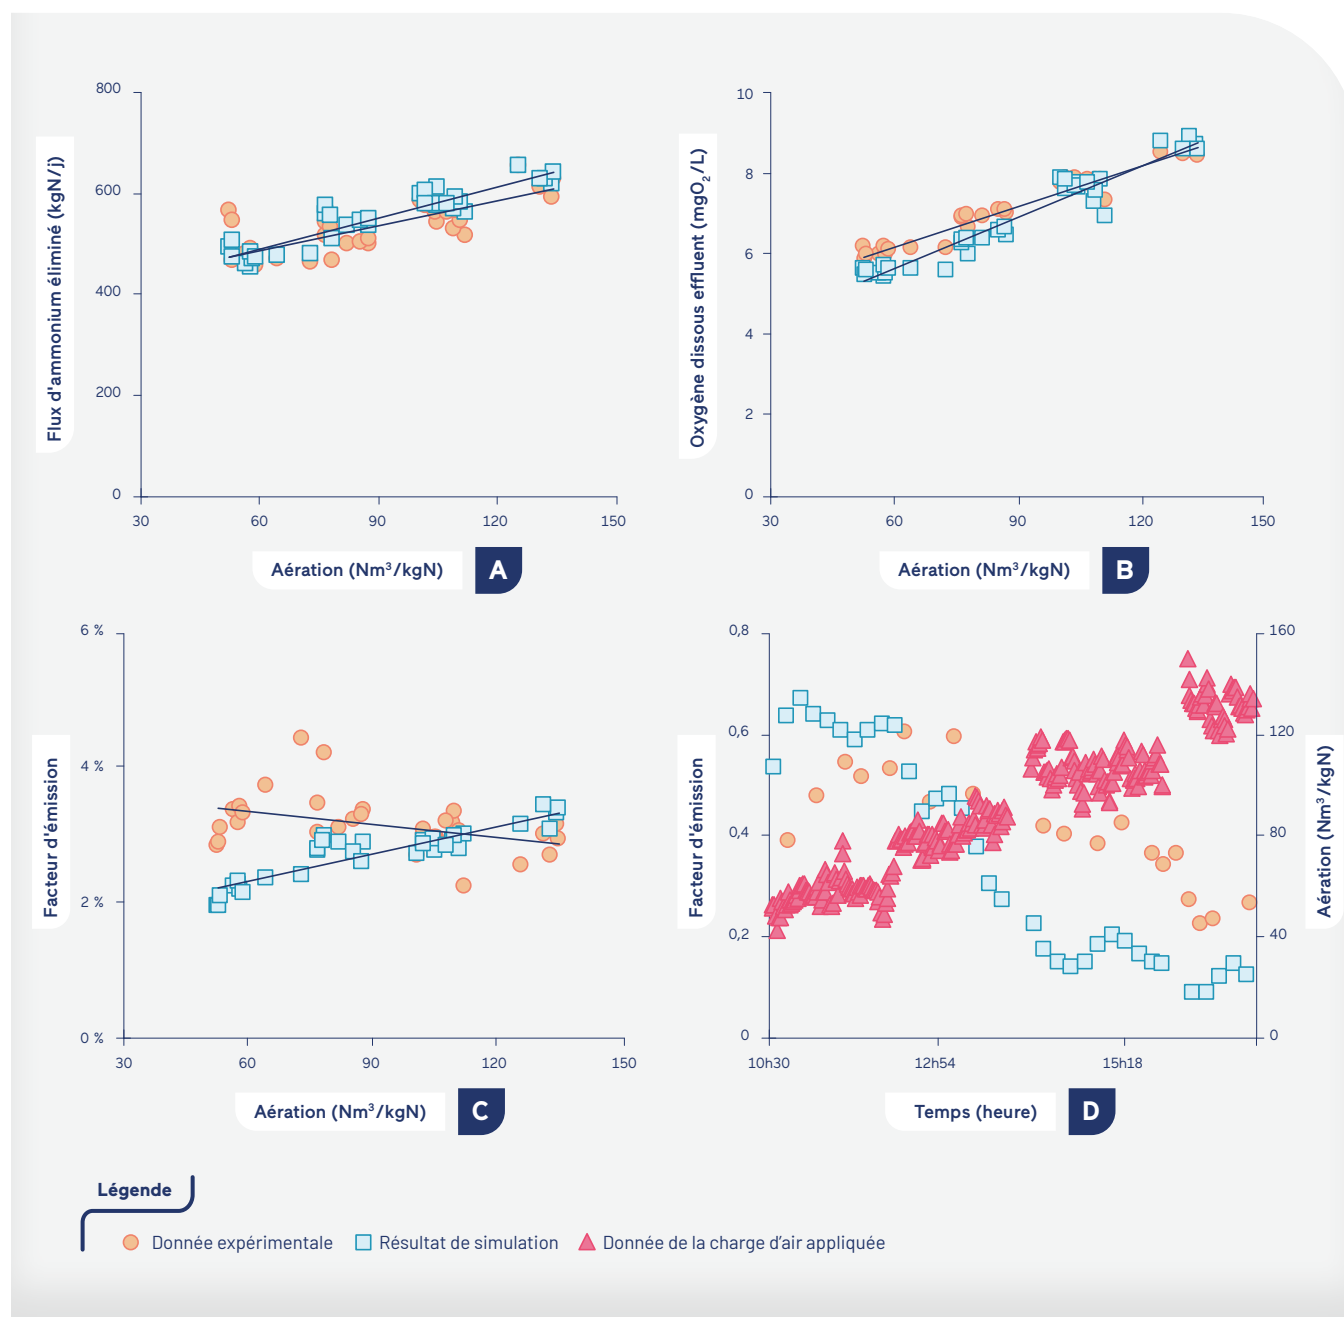 800
600
400
200
0
30 60 90 120 150
Flux d'ammonium éliminé (kgN/j)
Aération (Nm³/kgN)
A
10
8
6
4
2
0
30 60 90 120 150
Oxygène dissous effluent (mgO₂/L)
Aération (Nm³/kgN)
B
6 %
4 %
2 %
0 %
30 60 90 120 150
Facteur d'émission
Aération (Nm³/kgN)
C
0,8
0,6
0,4
0,2
0
160
120
80
40
0
10h30 12h54 15h18
Facteur d'émission
Aération (Nm³/kgN)
Temps (heure)
D
Légende
Donnée expérimentale
Résultat de simulation
Donnée de la charge d’air appliquée